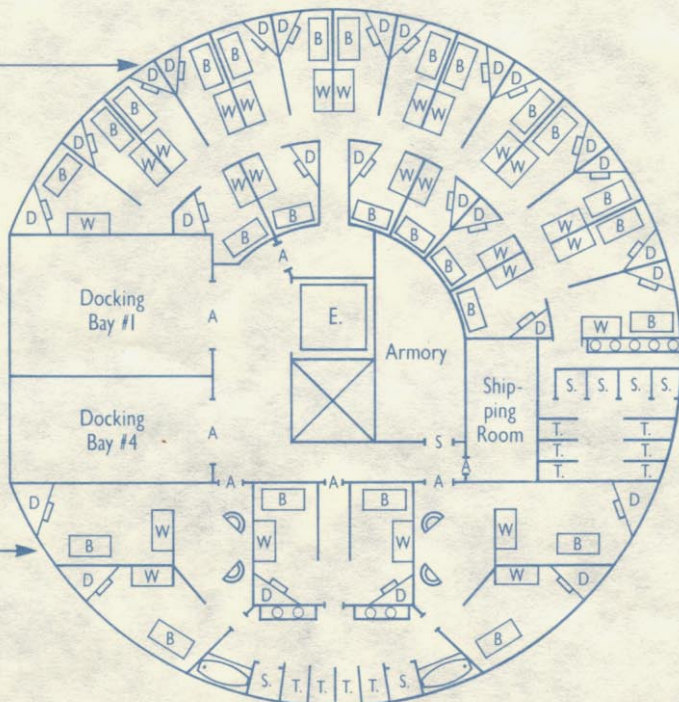 D D B B D D B B D D
D B B D D B B D
D B W W W W W W W W W W B B D
B W W D D W W D D B B D
D W D B B B B W W B D
A B W W D D
Docking
Bay #1
A
E.
Armory
B D W B
Ship-
ping
Room
S. S. S. S.
Docking
Bay #4
A
S
A
T. T.
T. T.
T. T.
A A A
D B B D
W W W W
B B
D W D D W D
B B
S. T. T. T. T. S.